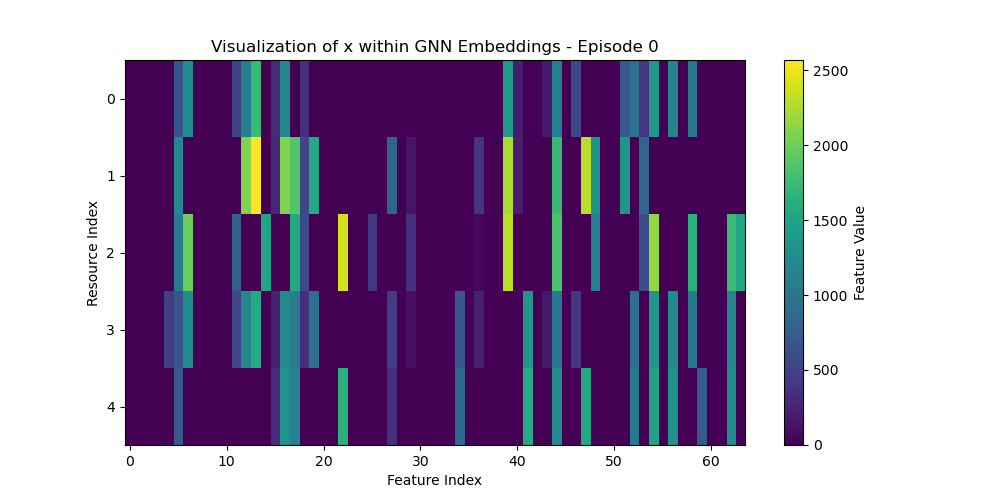 Visualization of x within GNN Embeddings - Episode 0
Resource Index
0
1
2
3
4
0 10 20 30 40 50 60
Feature Index
2500
2000
1500
1000
500
0
Feature Value